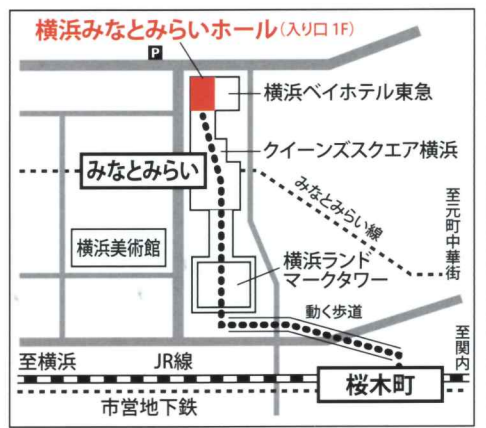 横浜みなとみらいホール(入り口1F)
P
横浜ベイホテル東急
クイーンズスクエア横浜
みなとみらい
みなとみらい線
至元町中華街
横浜美術館
横浜ランド
マークタワー
動く歩道
至関内
至横浜
JR線
桜木町
市営地下鉄